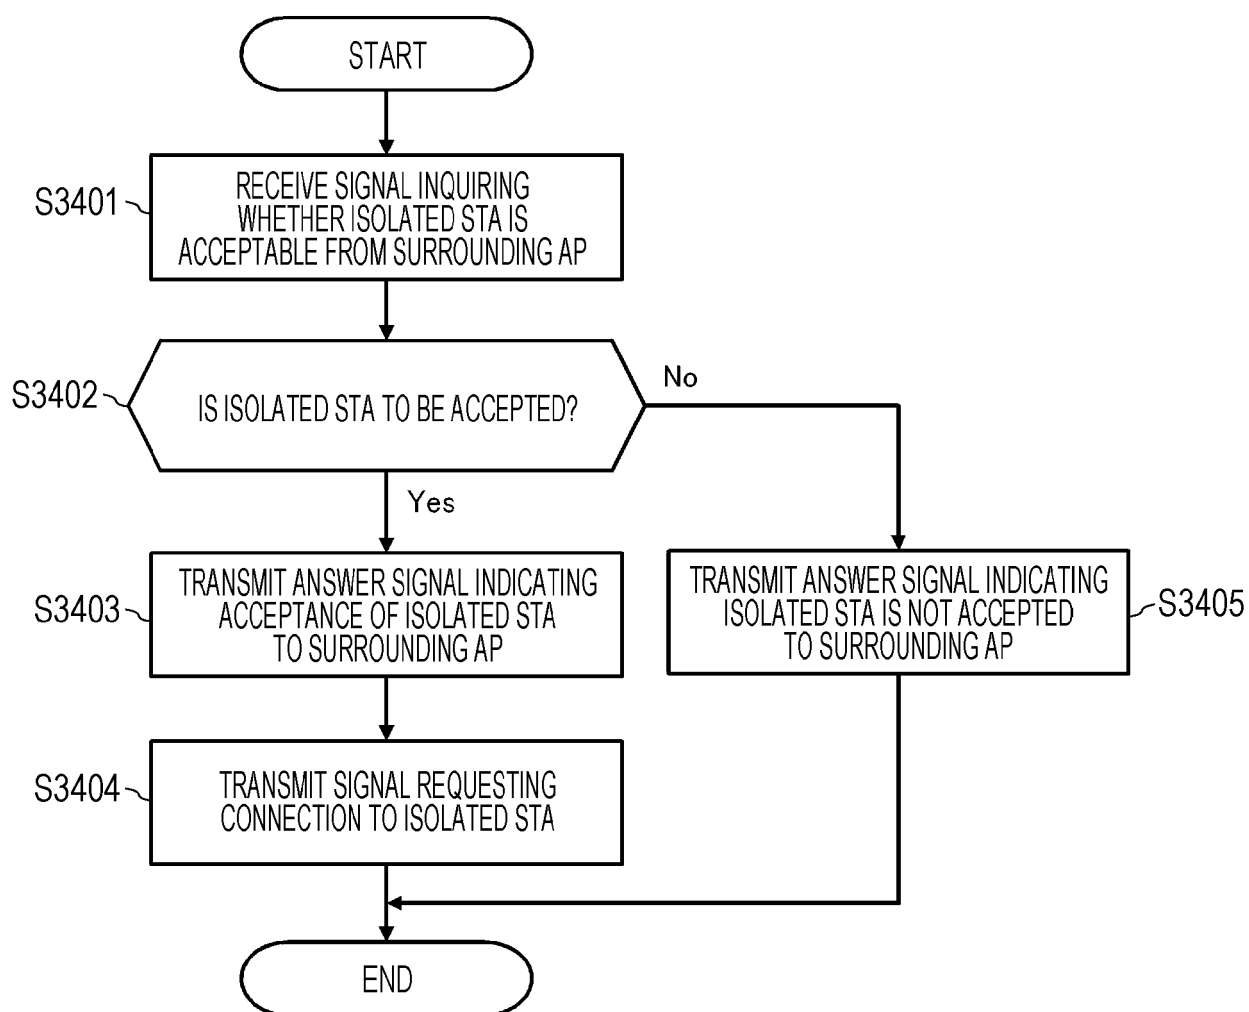 START
S3401
RECEIVE SIGNAL INQUIRING
WHETHER ISOLATED STA IS
ACCEPTABLE FROM SURROUNDING AP
S3402
IS ISOLATED STA TO BE ACCEPTED?
No
Yes
S3403
TRANSMIT ANSWER SIGNAL INDICATING
ACCEPTANCE OF ISOLATED STA
TO SURROUNDING AP
TRANSMIT ANSWER SIGNAL INDICATING
ISOLATED STA IS NOT ACCEPTED
TO SURROUNDING AP
S3405
S3404
TRANSMIT SIGNAL REQUESTING
CONNECTION TO ISOLATED STA
END